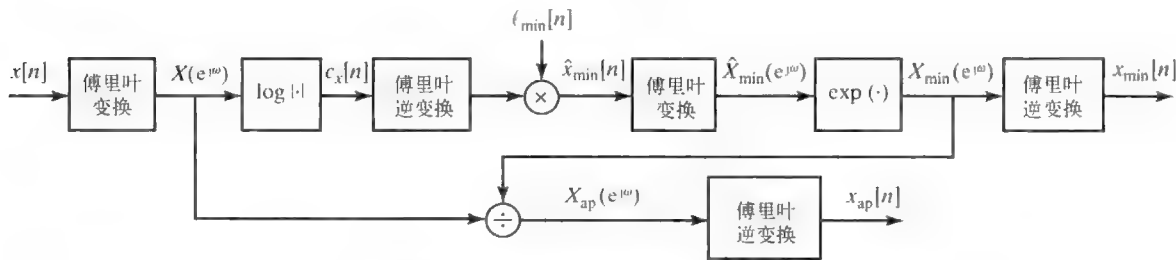 ℓmin[n]
x[n]
傅里叶
变换
X(e^jω)
log |·|
c_x[n]
傅里叶
逆变换
×
x̂min[n]
傅里叶
变换
X̂min(e^jω)
exp (·)
Xmin(e^jω)
傅里叶
逆变换
xmin[n]
÷
Xap(e^jω)
傅里叶
逆变换
xap[n]